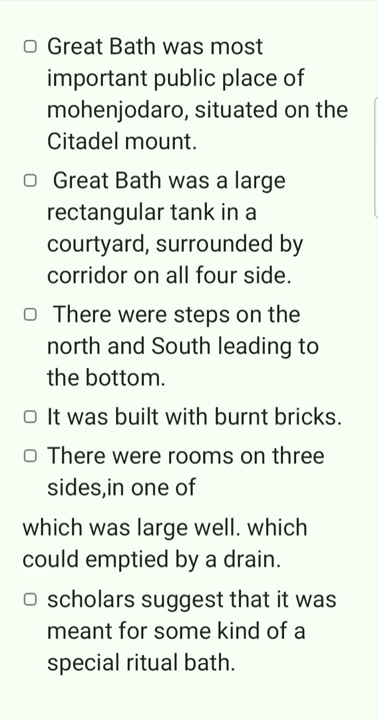 ▢ Great Bath was most
important public place of
mohenjodaro, situated on the
Citadel mount.
▢ Great Bath was a large
rectangular tank in a
courtyard, surrounded by
corridor on all four side.
▢ There were steps on the
north and South leading to
the bottom.
▢ It was built with burnt bricks.
▢ There were rooms on three
sides,in one of
which was large well. which
could emptied by a drain.
▢ scholars suggest that it was
meant for some kind of a
special ritual bath.